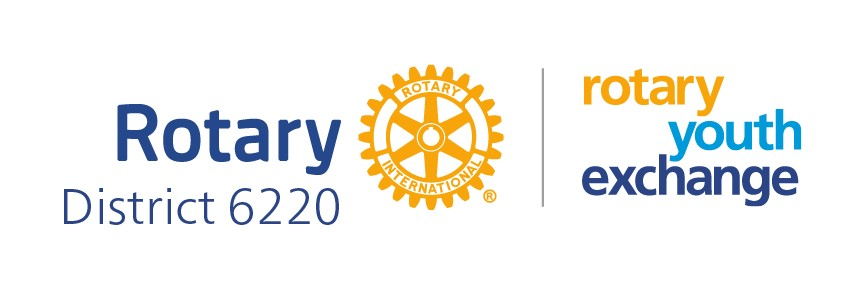 Rotary
District 6220
ROTARY
INTERNATIONAL
®
rotary
youth
exchange